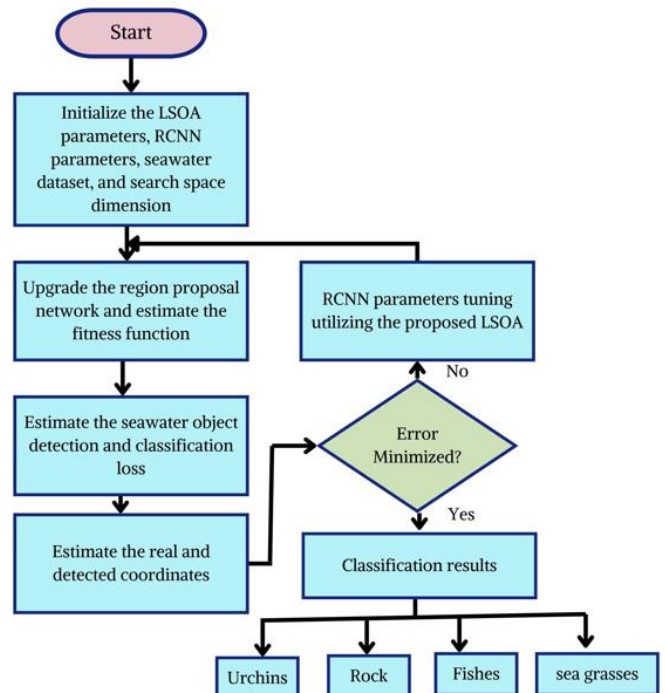 Start
Initialize the LSOA
parameters, RCNN
parameters, seawater
dataset, and search space
dimension
Upgrade the region proposal
network and estimate the
fitness function
RCNN parameters tuning
utilizing the proposed LSOA
No
Estimate the seawater object
detection and classification
loss
Error
Minimized?
Yes
Estimate the real and
detected coordinates
Classification results
Urchins
Rock
Fishes
sea grasses